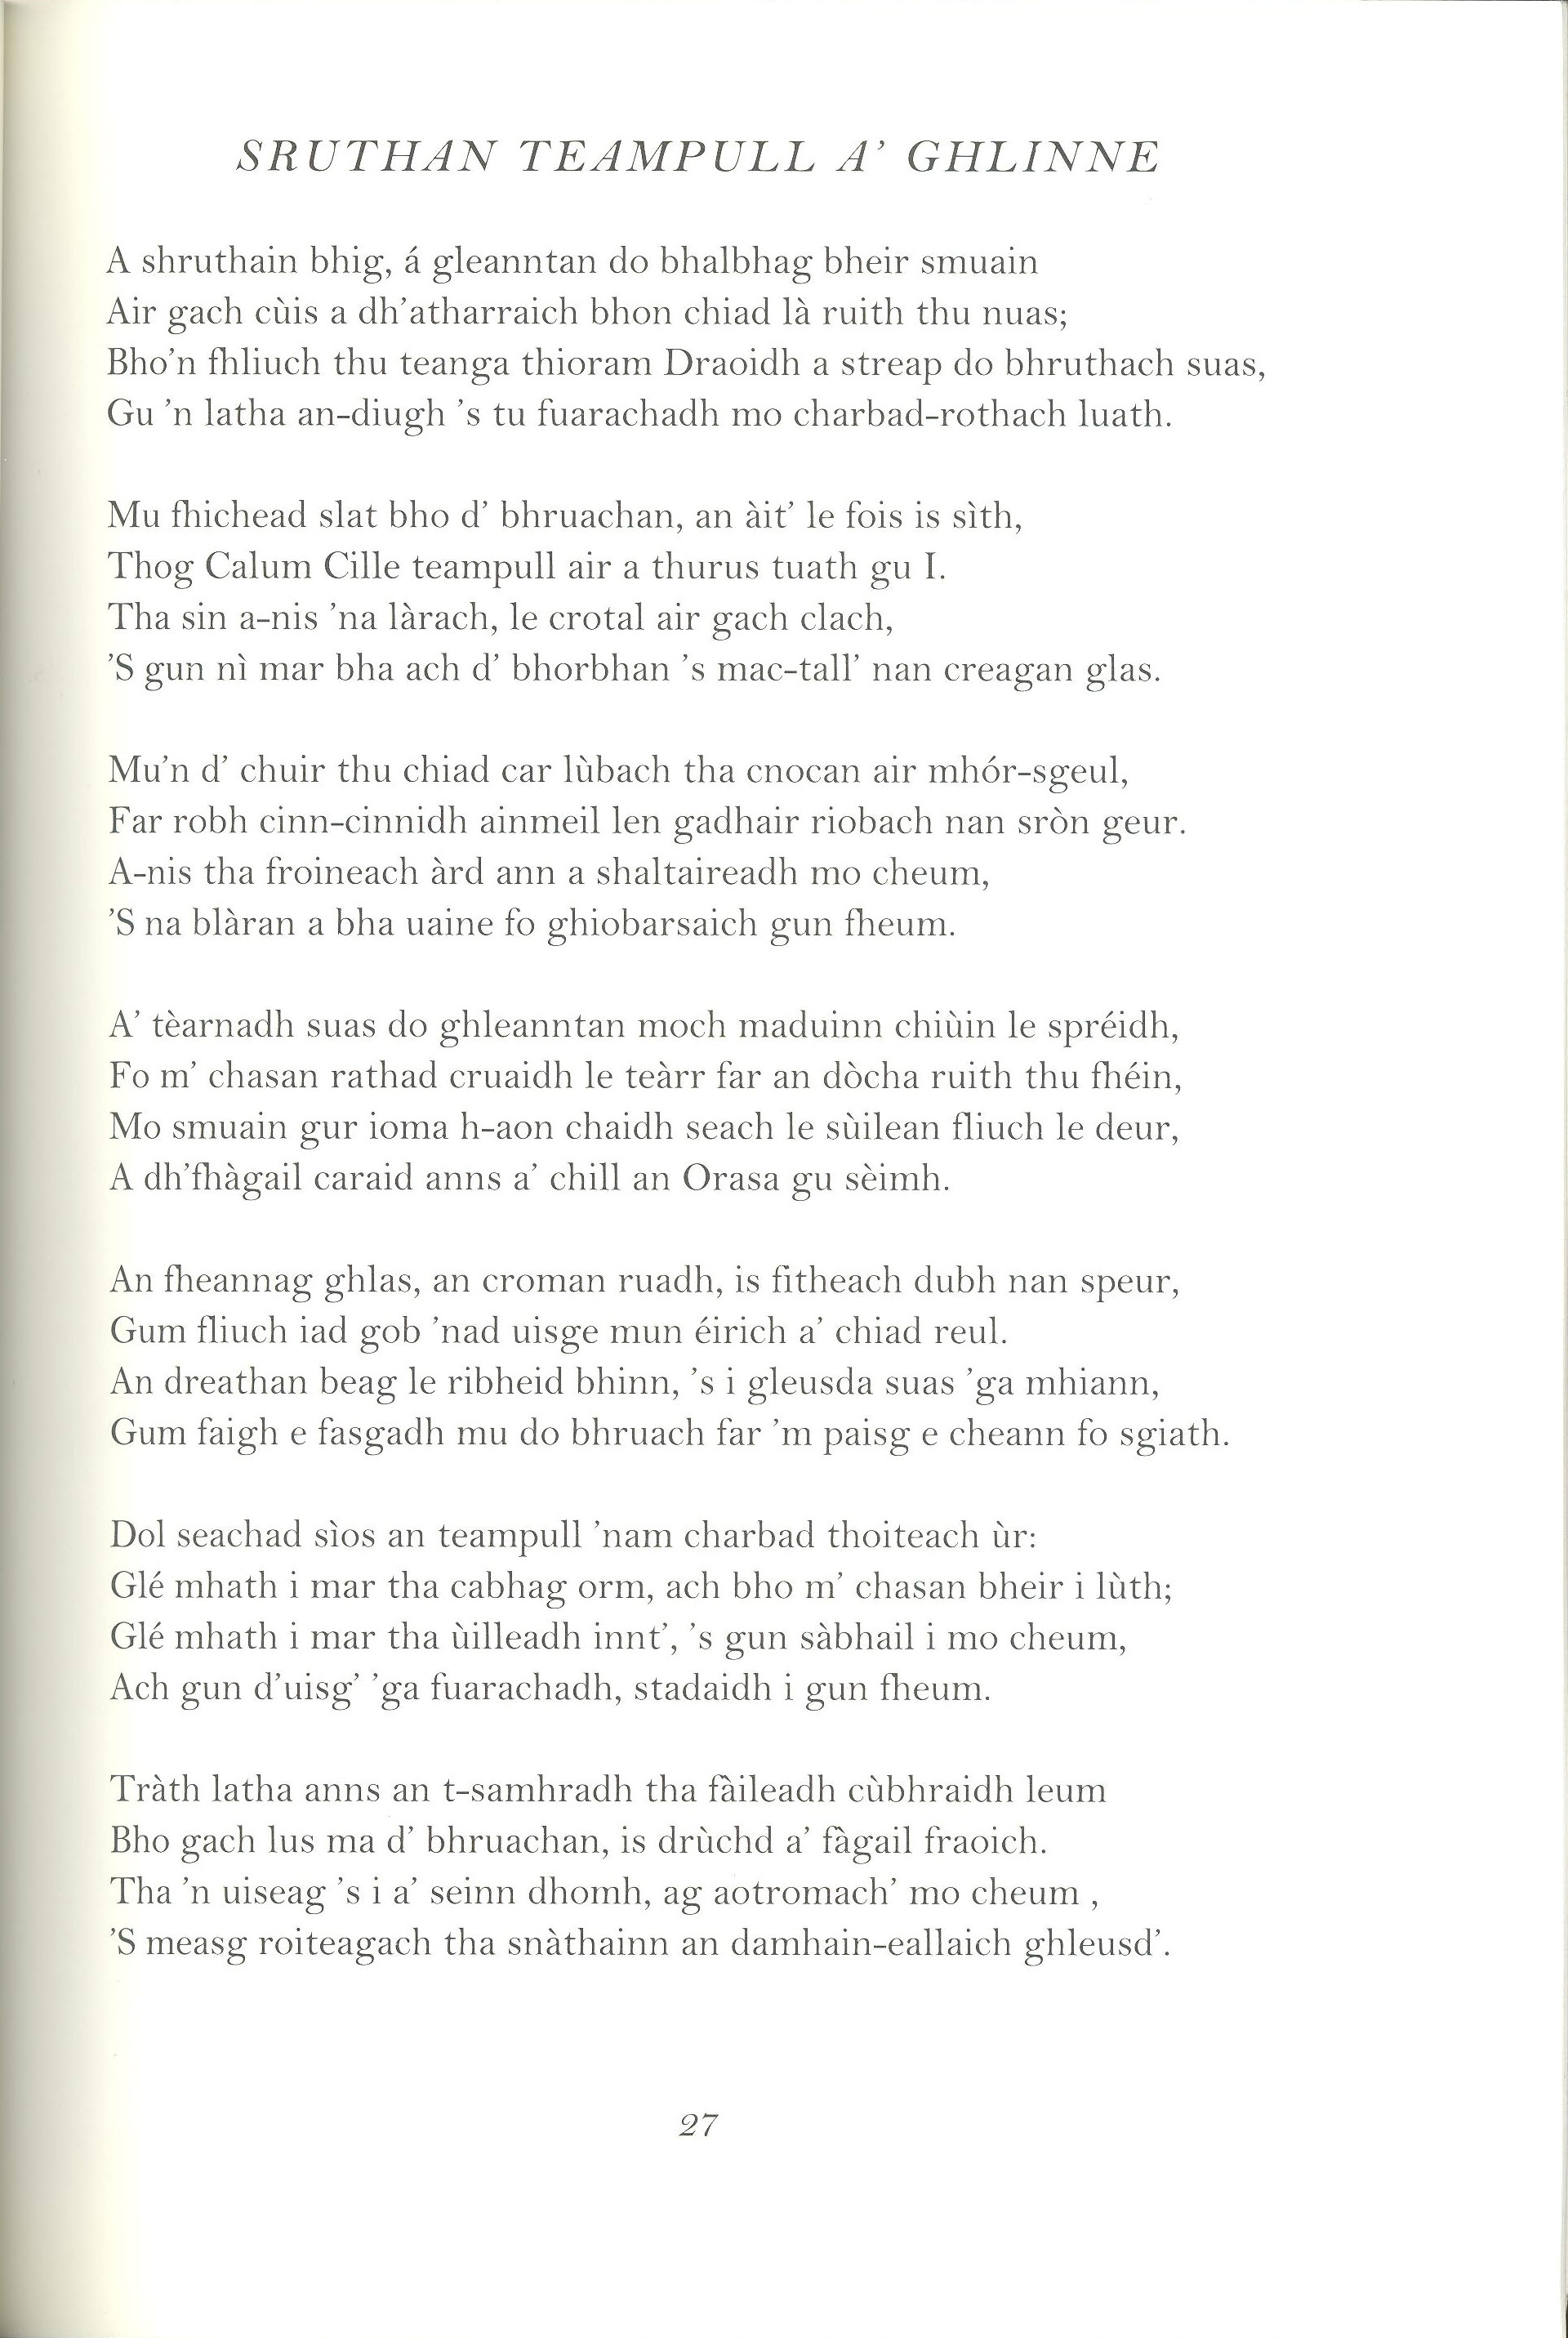 SRUTHAN TEAMPULL A' GHLINNE
A shruthain bhig, á gleanntan do bhalbhag bheir smuain
Air gach cùis a dh'atharraich bhon chiad là ruith thu nuas;
Bho'n fhliuch thu teanga thioram Draoidh a streap do bhruthach suas,
Gu 'n latha an-diugh 's tu fuarachadh mo charbad-rothach luath.
Mu fhichead slat bho d' bhruachan, an àit' le fois is sìth,
Thog Calum Cille teampull air a thurus tuath gu I.
Tha sin a-nis 'na làrach, le crotal air gach clach,
'S gun nì mar bha ach d' bhorbhan 's mac-tall' nan creagan glas.
Mu'n d' chuir thu chiad car lùbach tha cnocan air mhór-sgeul,
Far robh cinn-cinnidh ainmeil len gadhair riobach nan sròn geur.
A-nis tha froineach àrd ann a shaltaireadh mo cheum,
'S na blàran a bha uaine fo ghiobarsaich gun fheum.
A' tèarnadh suas do ghleanntan moch maduinn chiùin le spréidh,
Fo m' chasan rathad cruaidh le teàrr far an dòcha ruith thu fhéin,
Mo smuain gur ioma h-aon chaidh seach le sùilean fliuch le deur,
A dh'fhàgail caraid anns a' chill an Orasa gu sèimh.
An fheannag ghlas, an croman ruadh, is fitheach dubh nan speur,
Gum fliuch iad gob 'nad uisge mun éirich a' chiad reul.
An dreathan beag le ribheid bhinn, 's i gleusda suas 'ga mhiann,
Gum faigh e fasgadh mu do bhruach far 'm paisg e cheann fo sgiath.
Dol seachad sìos an teampull 'nam charbad thoiteach ùr:
Glé mhath i mar tha cabhag orm, ach bho m' chasan bheir i lùth;
Glé mhath i mar tha ùilleadh innt', 's gun sàbhail i mo cheum,
Ach gun d'uisg' 'ga fuarachadh, stadaidh i gun fheum.
Tràth latha anns an t-samhradh tha fàileadh cùbhraidh leum
Bho gach lus ma d' bhruachan, is drùchd a' fàgail fraoich.
Tha 'n uiseag 's i a' seinn dhomh, ag aotromach' mo cheum ,
'S measg roiteagach tha snàthainn an damhain-eallaich ghleusd'.
27